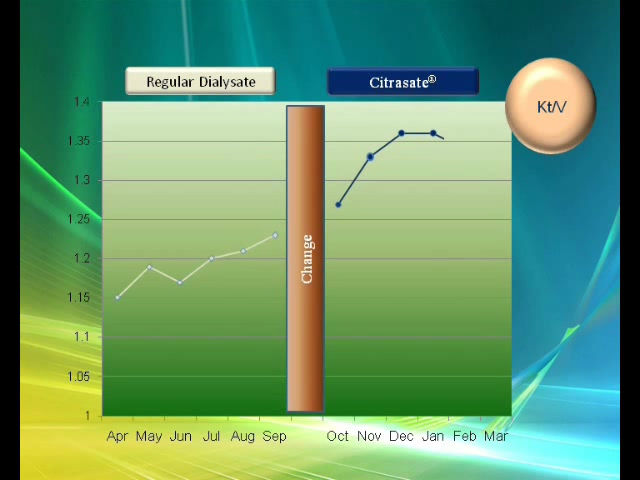 Regular Dialysate
Citrasate®
Kt/V
1.4
1.35
1.3
1.25
1.2
1.15
1.1
1.05
1
Change
Apr May Jun Jul Aug Sep Oct Nov Dec Jan Feb Mar